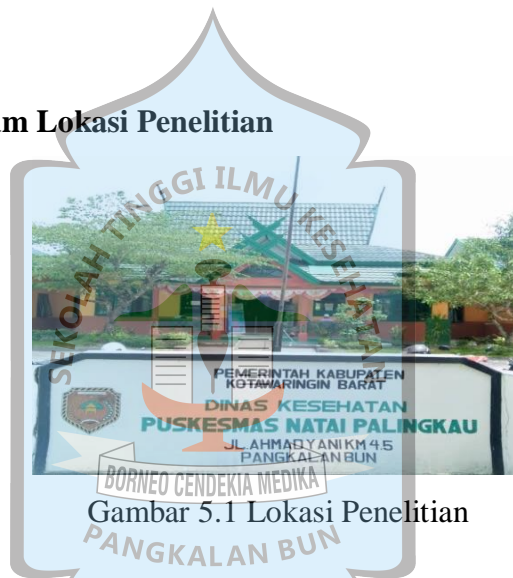 m Lokasi Penelitian
SEKOLAH TINGGI ILMU KESEHATAN
PEMERINTAH KABUPATEN
KOTAWARINGIN BARAT
DINAS KESEHATAN
PUSKESMAS NATAI PALINGKAU
JL. AHMAD YANI KM 4.5
PANGKALAN BUN
BORNEO CENDEKIA MEDIKA
Gambar 5.1 Lokasi Penelitian
PANGKALAN BUN